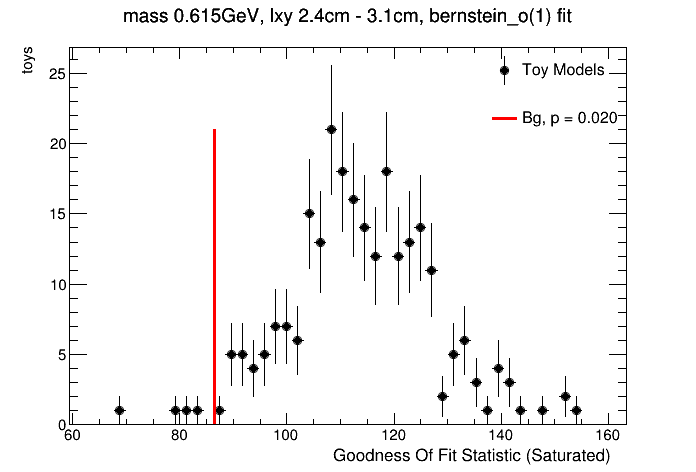 mass 0.615GeV, lxy 2.4cm - 3.1cm, bernstein_o(1) fit
toys
Toy Models
Bg, p = 0.020
25
20
15
10
5
0
60 80 100 120 140 160
Goodness Of Fit Statistic (Saturated)